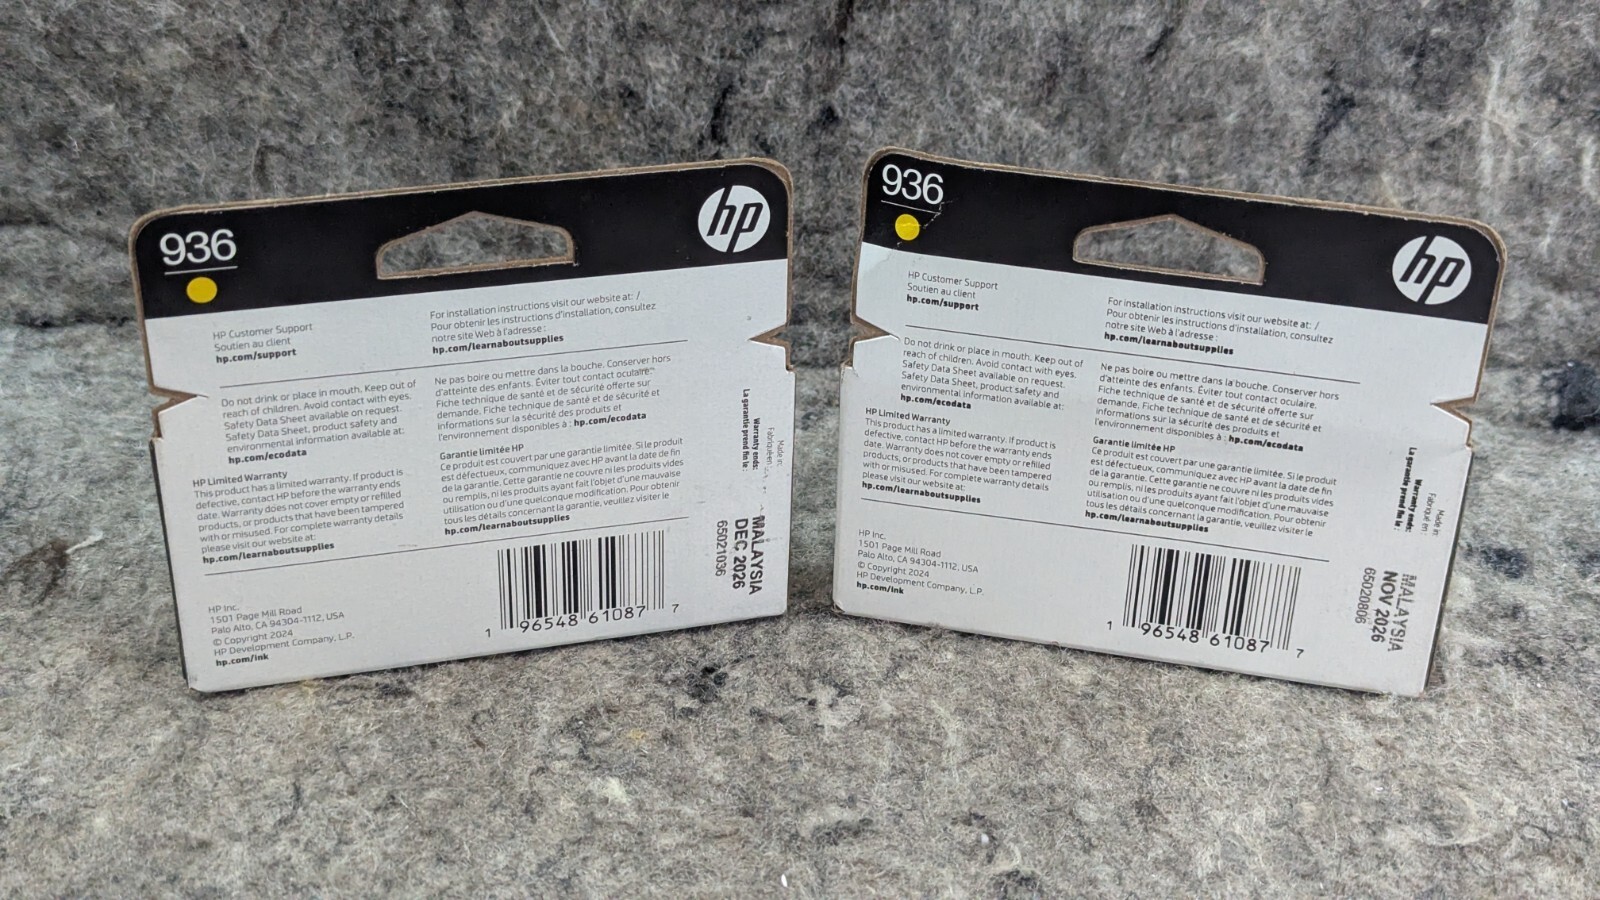 936
hp
HP Customer Support
Soutien au client
hp.com/support
For installation instructions visit our website at: /
Pour obtenir les instructions d'installation, consultez
notre site Web à l'adresse :
hp.com/learnaboutsupplies
Do not drink or place in mouth. Keep out of
reach of children. Avoid contact with eyes.
Safety Data Sheet available on request.
Safety Data Sheet, product safety and
environmental information available at:
hp.com/ecodata
Ne pas boire ou mettre dans la bouche. Conserver hors
d'atteinte des enfants. Éviter tout contact oculaire.
Fiche technique de santé et de sécurité offerte sur
demande. Fiche technique de santé et de sécurité et
informations sur la sécurité des produits et
l'environnement disponibles à : hp.com/ecodata
HP Limited Warranty
This product has a limited warranty. If product is
defective, contact HP before the warranty ends
date. Warranty does not cover empty or refilled
products, or products that have been tampered
with or misused. For complete warranty details
please visit our website at:
hp.com/learnaboutsupplies
Garantie limitée HP
Ce produit est couvert par une garantie limitée. Si le produit
est défectueux, communiquez avec HP avant la date de fin
de la garantie. Cette garantie ne couvre ni les produits vides
ou remplis, ni les produits ayant fait l'objet d'une mauvaise
utilisation ou d'une quelconque modification. Pour obtenir
tous les détails concernant la garantie, veuillez visiter le
hp.com/learnaboutsupplies
HP Inc.
1501 Page Mill Road
Palo Alto, CA 94304-1112, USA
© Copyright 2024
HP Development Company, L.P.
hp.com/ink
1 96548 61087 7
Made in:
Fabriqué en :
Warranty ends:
La garantie prend fin le :
MALAYSIA
DEC 2026
65021036
936
hp
HP Customer Support
Soutien au client
hp.com/support
For installation instructions visit our website at: /
Pour obtenir les instructions d'installation, consultez
notre site Web à l'adresse :
hp.com/learnaboutsupplies
Do not drink or place in mouth. Keep out of
reach of children. Avoid contact with eyes.
Safety Data Sheet available on request.
Safety Data Sheet, product safety and
environmental information available at:
hp.com/ecodata
Ne pas boire ou mettre dans la bouche. Conserver hors
d'atteinte des enfants. Éviter tout contact oculaire.
Fiche technique de santé et de sécurité offerte sur
demande. Fiche technique de santé et de sécurité et
informations sur la sécurité des produits et
l'environnement disponibles à : hp.com/ecodata
HP Limited Warranty
This product has a limited warranty. If product is
defective, contact HP before the warranty ends
date. Warranty does not cover empty or refilled
products, or products that have been tampered
with or misused. For complete warranty details
please visit our website at:
hp.com/learnaboutsupplies
Garantie limitée HP
Ce produit est couvert par une garantie limitée. Si le produit
est défectueux, communiquez avec HP avant la date de fin
de la garantie. Cette garantie ne couvre ni les produits vides
ou remplis, ni les produits ayant fait l'objet d'une mauvaise
utilisation ou d'une quelconque modification. Pour obtenir
tous les détails concernant la garantie, veuillez visiter le
hp.com/learnaboutsupplies
HP Inc.
1501 Page Mill Road
Palo Alto, CA 94304-1112, USA
© Copyright 2024
HP Development Company, L.P.
hp.com/ink
1 96548 61087 7
Made in:
Fabriqué en :
Warranty ends:
La garantie prend fin le :
MALAYSIA
NOV 2026
65020806